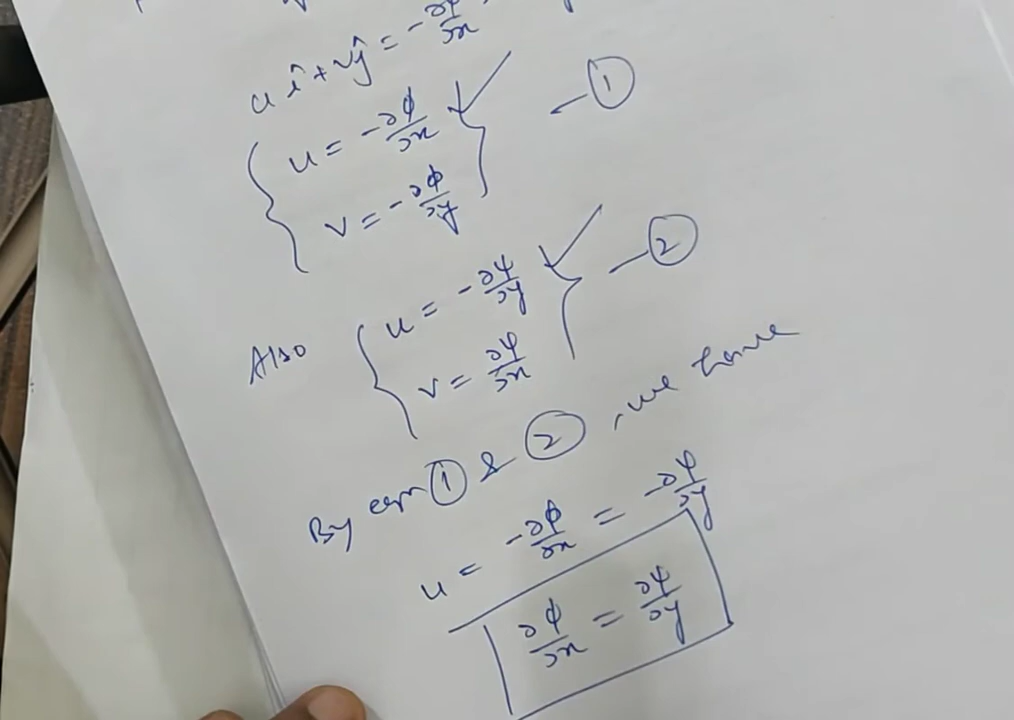 u î + v ĵ = -∂ϕ/∂x
u = -∂ϕ/∂x
v = -∂ϕ/∂y
— ①
Also
u = -∂ψ/∂y
v = ∂ψ/∂x
— ②
By eqn ① & ② , we have
u = -∂ϕ/∂x = -∂ψ/∂y
∂ϕ/∂x = ∂ψ/∂y